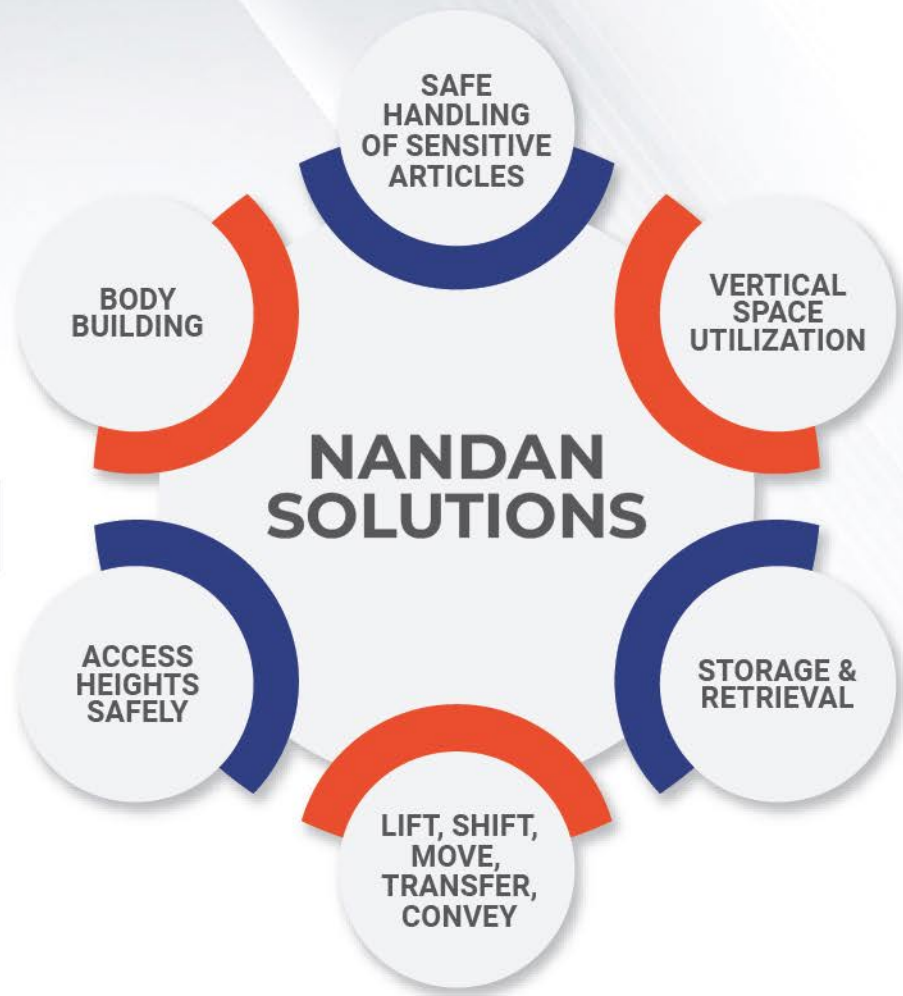 SAFE
HANDLING
OF SENSITIVE
ARTICLES
BODY
BUILDING
VERTICAL
SPACE
UTILIZATION
NANDAN
SOLUTIONS
ACCESS
HEIGHTS
SAFELY
STORAGE &
RETRIEVAL
LIFT, SHIFT,
MOVE,
TRANSFER,
CONVEY